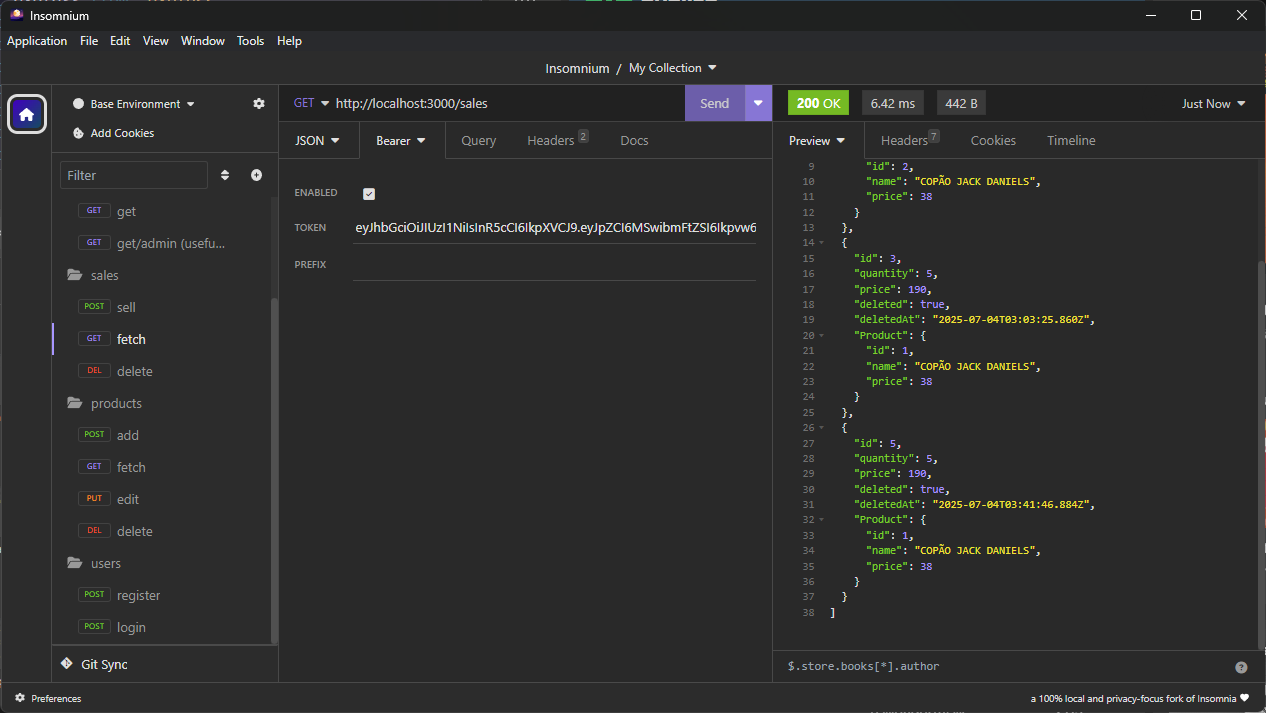 Insomnium
Application File Edit View Window Tools Help
Insomnium / My Collection
Base Environment
Add Cookies
Filter
GET get
GET get/admin (usefu...
sales
POST sell
GET fetch
DEL delete
products
POST add
GET fetch
PUT edit
DEL delete
users
POST register
POST login
Git Sync
GET http://localhost:3000/sales Send
JSON Bearer Query Headers 2 Docs
ENABLED
TOKEN eyJhbGciOiJIUzI1NiIsInR5cCI6IkpXVCJ9.eyJpZCI6MSwibmFtZSI6Ikpvw6
PREFIX
200 OK 6.42 ms 442 B Just Now
Preview Headers 7 Cookies Timeline
9 "id": 2,
10 "name": "COPÃO JACK DANIELS",
11 "price": 38
12 }
13 },
14 {
15 "id": 3,
16 "quantity": 5,
17 "price": 190,
18 "deleted": true,
19 "deletedAt": "2025-07-04T03:03:25.860Z",
20 "Product": {
21 "id": 1,
22 "name": "COPÃO JACK DANIELS",
23 "price": 38
24 }
25 },
26 {
27 "id": 5,
28 "quantity": 5,
29 "price": 190,
30 "deleted": true,
31 "deletedAt": "2025-07-04T03:41:46.884Z",
32 "Product": {
33 "id": 1,
34 "name": "COPÃO JACK DANIELS",
35 "price": 38
36 }
37 }
38 ]
$.store.books[*].author
Preferences
a 100% local and privacy-focus fork of Insomnia